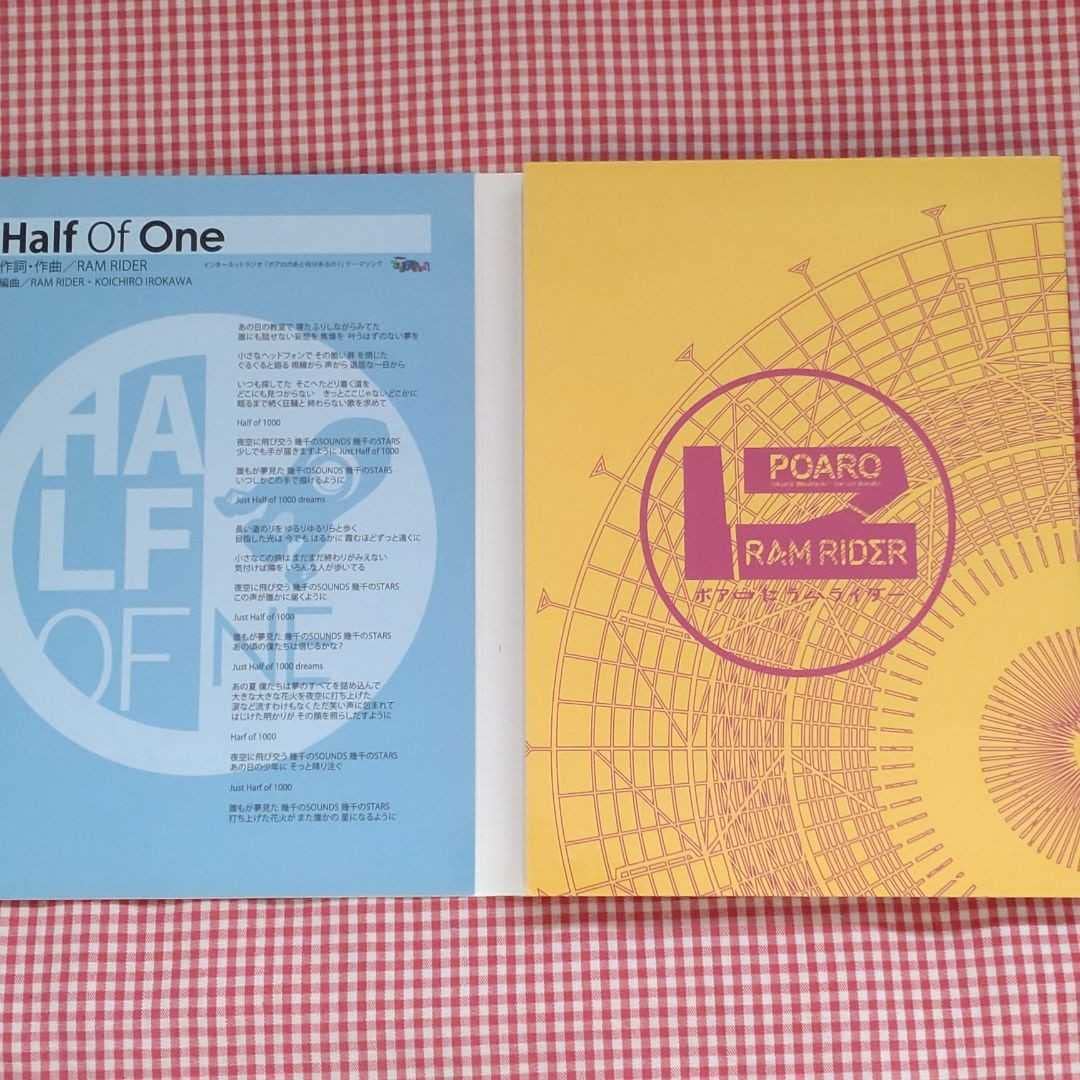 Half Of One
作詞・作曲／RAM RIDER
インターネットラジオ「ポアロのあと何分あるの?」テーマソング
編曲／RAM RIDER・KOICHIRO IROKAWA
あの日の教室で 寝たふりしながらみてた
誰にも話せない妄想を 焦燥を 叶うはずのない夢を
小さなヘッドフォンで その脆い扉 を閉じた
ぐるぐると廻る 視線から 声から 退屈な一日から
いつも探してた そこへたどり着く道を
どこにも見つからない きっとここじゃないどこかに
眠るまで続く狂騒と 終わらない歌を求めて
Half of 1000
夜空に飛び交う 幾千のSOUNDS 幾千のSTARS
少しでも手が届きますように Just Half of 1000
誰もが夢見た 幾千のSOUNDS 幾千のSTARS
いつしかこの手で描けるように
Just Half of 1000 dreams
長い道のりを ゆるりゆるりらと歩く
目指した光は 今でも はるかに 霞むほどずっと遠くに
小さなこの旅は まだまだ終わりがみえない
気付けば隣を いろんな人が歩いてる
夜空に飛び交う 幾千のSOUNDS 幾千のSTARS
この声が誰かに届くように
Just Half of 1000
誰もが夢見た 幾千のSOUNDS 幾千のSTARS
あの頃の僕たちは信じるかな？
Just Half of 1000 dreams
あの夏 僕たちは夢のすべてを詰め込んで
大きな大きな花火を夜空に打ち上げた
涙など流すわけもなく ただ笑い声に包まれて
はじけた明かりが その顔を照らしだすように
Harf of 1000
夜空に飛び交う 幾千のSOUNDS 幾千のSTARS
あの日の少年に そっと降り注ぐ
Just Harf of 1000
誰もが夢見た 幾千のSOUNDS 幾千のSTARS
打ち上げた花火が また誰かの 星になるように
HA
LF
OF NE
POARO
RAM RIDER
ポアロとラムライダー